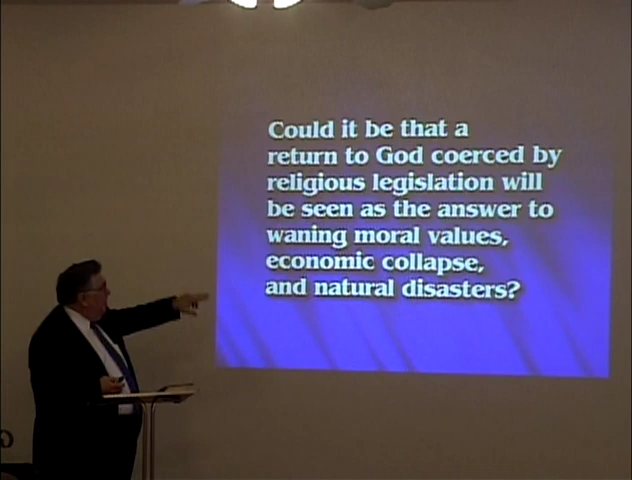 Could it be that a
return to God coerced by
religious legislation will
be seen as the answer to
waning moral values,
economic collapse,
and natural disasters?